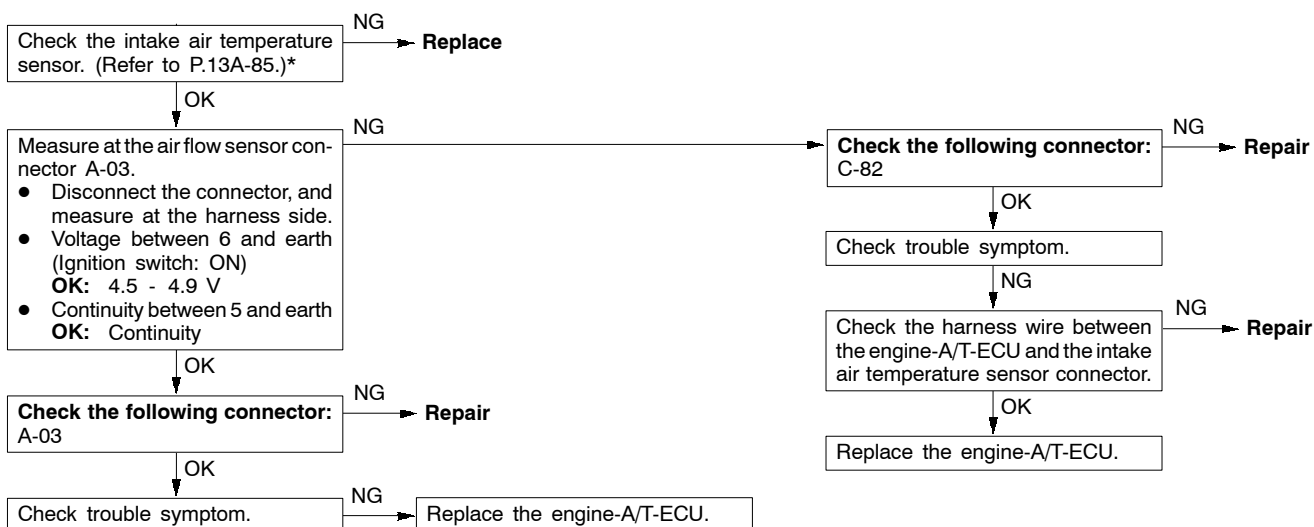 NG
Check the intake air temperature
sensor. (Refer to P.13A-85.)*
Replace
OK
Measure at the air flow sensor con-
nector A-03.
● Disconnect the connector, and
measure at the harness side.
● Voltage between 6 and earth
(Ignition switch: ON)
OK: 4.5 - 4.9 V
● Continuity between 5 and earth
OK: Continuity
NG
OK
Check the following connector:
A-03
NG
Repair
OK
Check trouble symptom.
NG
Replace the engine-A/T-ECU.
Check the following connector:
C-82
NG
Repair
OK
Check trouble symptom.
NG
Check the harness wire between
the engine-A/T-ECU and the intake
air temperature sensor connector.
NG
Repair
OK
Replace the engine-A/T-ECU.